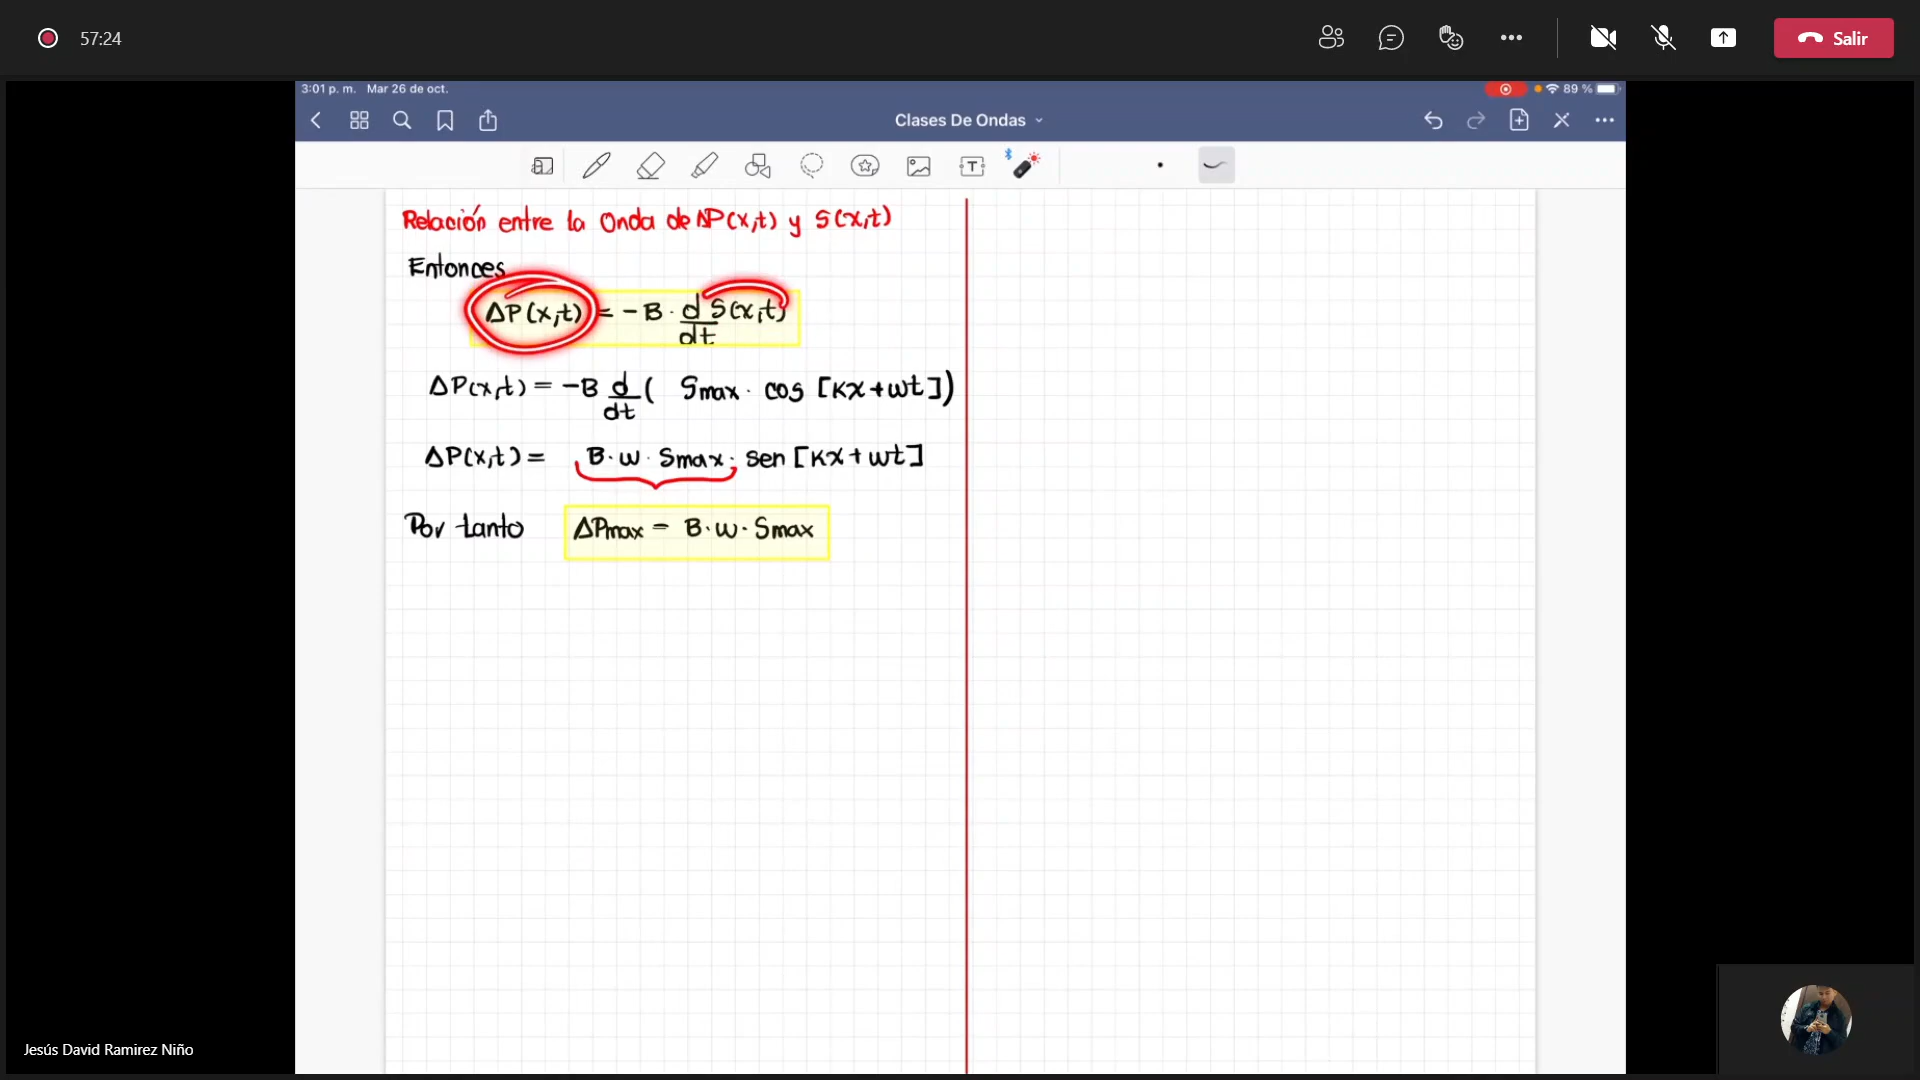 57:24
Salir
3:01 p. m. Mar 26 de oct.
89 %
Clases De Ondas
T
Relación entre la Onda de ΔP(x,t) y S(x,t)
Entonces
ΔP(x,t) = -B · d/dt S(x,t)
ΔP(x,t) = -B d/dt ( Smax · cos [kx+wt])
ΔP(x,t) = B·w · Smax · sen [kx+wt]
Por tanto ΔPmax = B·w·Smax
Jesús David Ramirez Niño